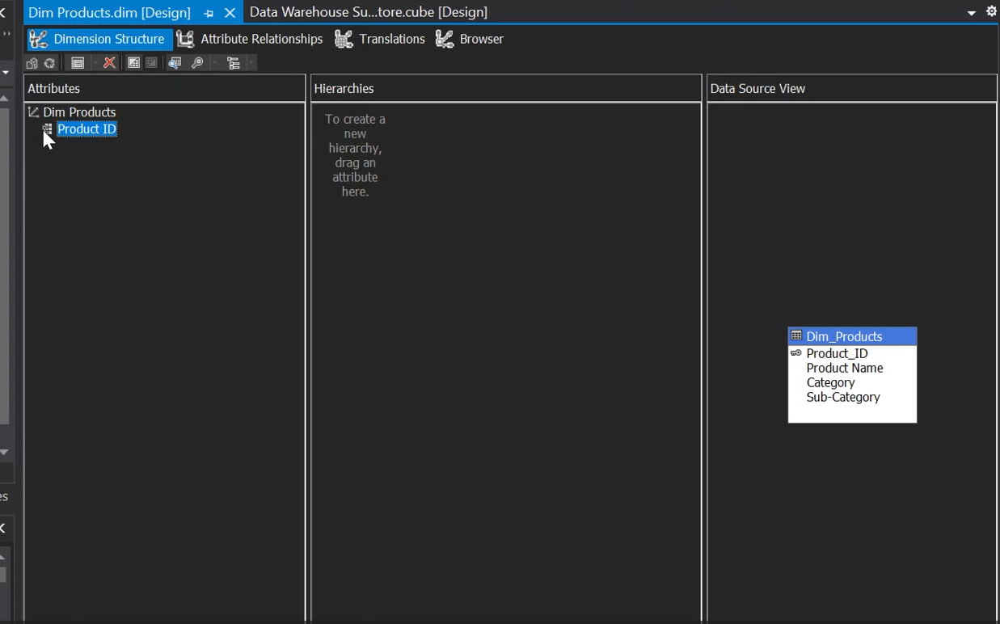 Dim Products.dim [Design]
Data Warehouse Su...tore.cube [Design]
Dimension Structure
Attribute Relationships
Translations
Browser
Attributes
Hierarchies
Data Source View
Dim Products
Product ID
To create a
new
hierarchy,
drag an
attribute
here.
Dim_Products
Product_ID
Product Name
Category
Sub-Category
es